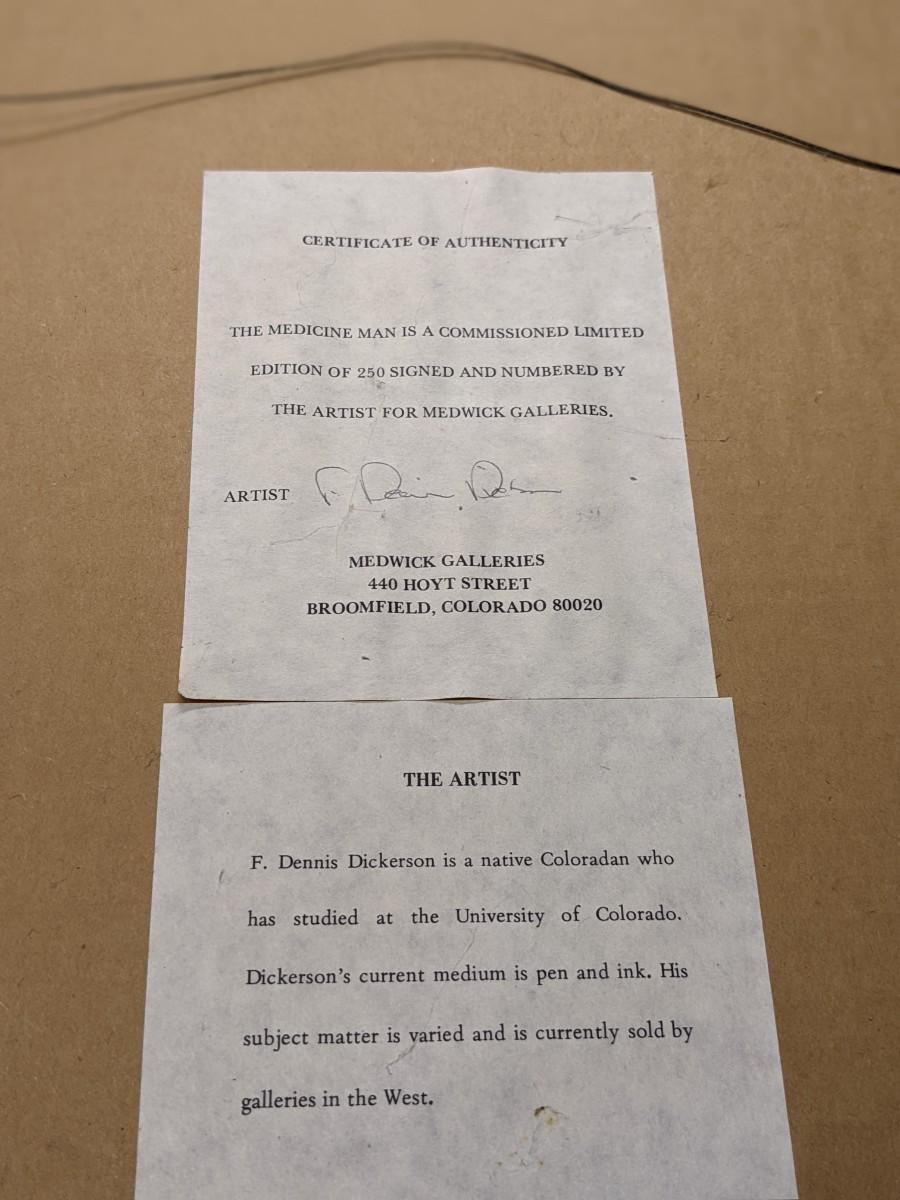 CERTIFICATE OF AUTHENTICITY
THE MEDICINE MAN IS A COMMISSIONED LIMITED
EDITION OF 250 SIGNED AND NUMBERED BY
THE ARTIST FOR MEDWICK GALLERIES.
ARTIST F. Dennis Dickerson
MEDWICK GALLERIES
440 HOYT STREET
BROOMFIELD, COLORADO 80020
THE ARTIST
F. Dennis Dickerson is a native Coloradan who
has studied at the University of Colorado.
Dickerson's current medium is pen and ink. His
subject matter is varied and is currently sold by
galleries in the West.